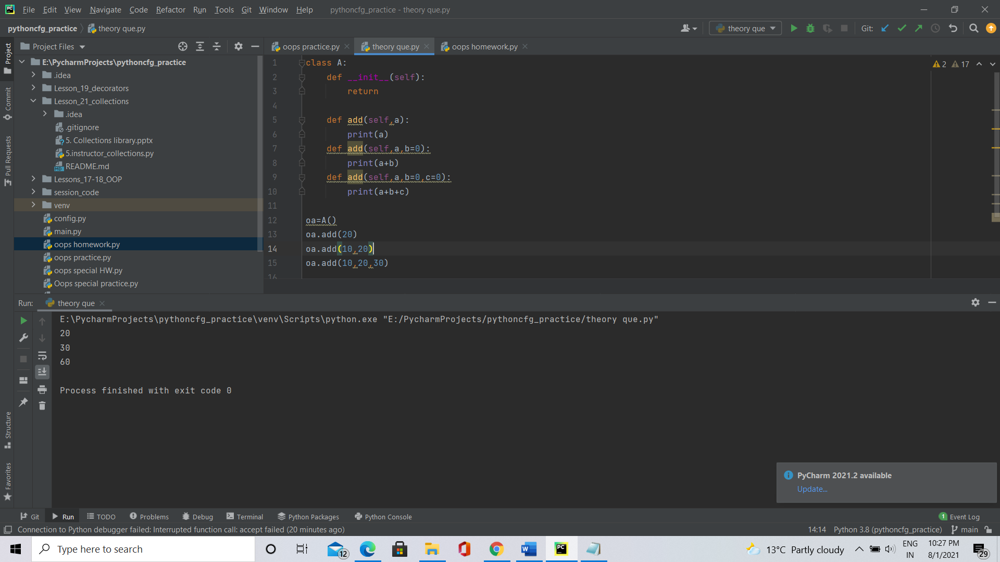 File Edit View Navigate Code Refactor Run Tools Git Window Help pythoncfg_practice - theory que.py
pythoncfg_practice theory que.py theory que Git:
Project Files oops practice.py theory que.py oops homework.py
Project
Commit
Pull Requests
Structure
Favorites
E:\PycharmProjects\pythoncfg_practice
.idea
Lesson_19_decorators
Lesson_21_collections
.idea
.gitignore
5. Collections library.pptx
5.instructor_collections.py
README.md
Lessons_17-18_OOP
session_code
venv
config.py
main.py
oops homework.py
oops practice.py
oops special HW.py
Oops special practice.py
2 17
1 class A:
2 def __init__(self):
3 return
4
5 def add(self,a):
6 print(a)
7 def add(self,a,b=0):
8 print(a+b)
9 def add(self,a,b=0,c=0):
10 print(a+b+c)
11
12 oa=A()
13 oa.add(20)
14 oa.add(10,20)
15 oa.add(10,20,30)
16
Run: theory que
E:\PycharmProjects\pythoncfg_practice\venv\Scripts\python.exe "E:/PycharmProjects/pythoncfg_practice/theory que.py"
20
30
60
Process finished with exit code 0
PyCharm 2021.2 available
Update...
Git Run TODO Problems Debug Terminal Python Packages Python Console 1 Event Log
Connection to Python debugger failed: Interrupted function call: accept failed (20 minutes ago) 14:14 Python 3.8 (pythoncfg_practice) main
Type here to search 12 13°C Partly cloudy ENG 10:27 PM
IN 8/1/2021 29